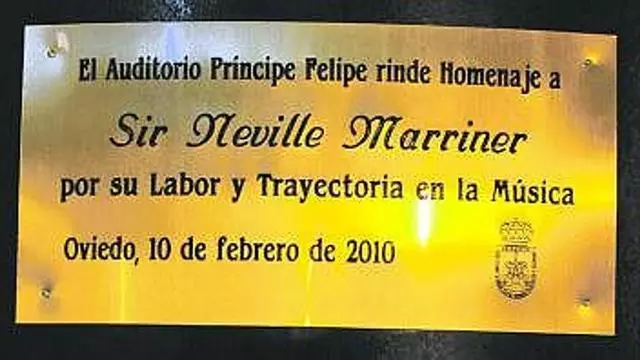 El Auditorio Principe Felipe rinde Homenaje a
Sir Neville Marriner
por su Labor y Trayectoria en la Música
Oviedo, 10 de febrero de 2010